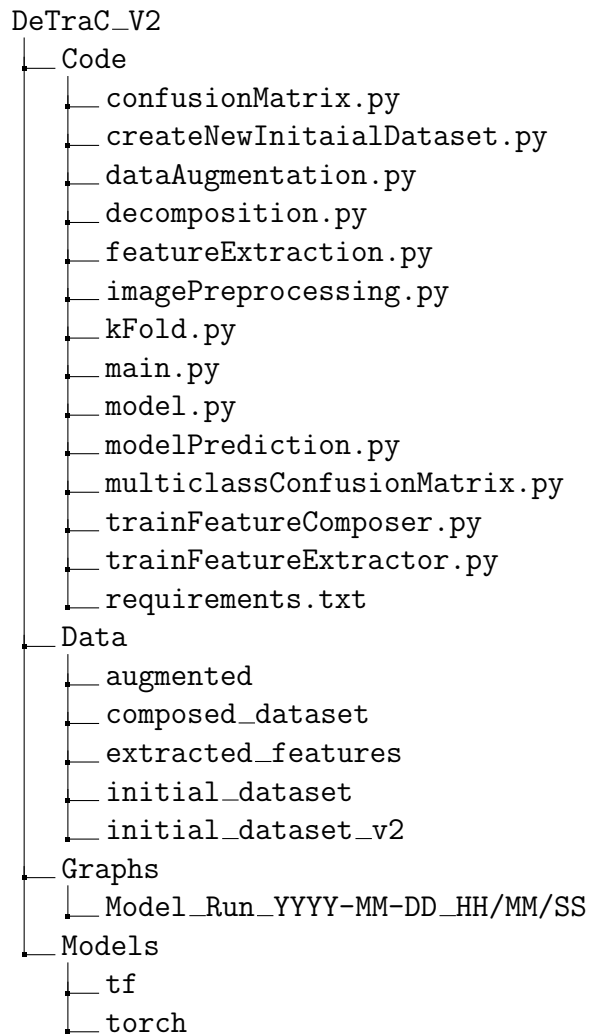 DeTraC_V2
Code
confusionMatrix.py
createNewInitaialDataset.py
dataAugmentation.py
decomposition.py
featureExtraction.py
imagePreprocessing.py
kFold.py
main.py
model.py
modelPrediction.py
multiclassConfusionMatrix.py
trainFeatureComposer.py
trainFeatureExtractor.py
requirements.txt
Data
augmented
composed_dataset
extracted_features
initial_dataset
initial_dataset_v2
Graphs
Model_Run_YYYY-MM-DD_HH/MM/SS
Models
tf
torch